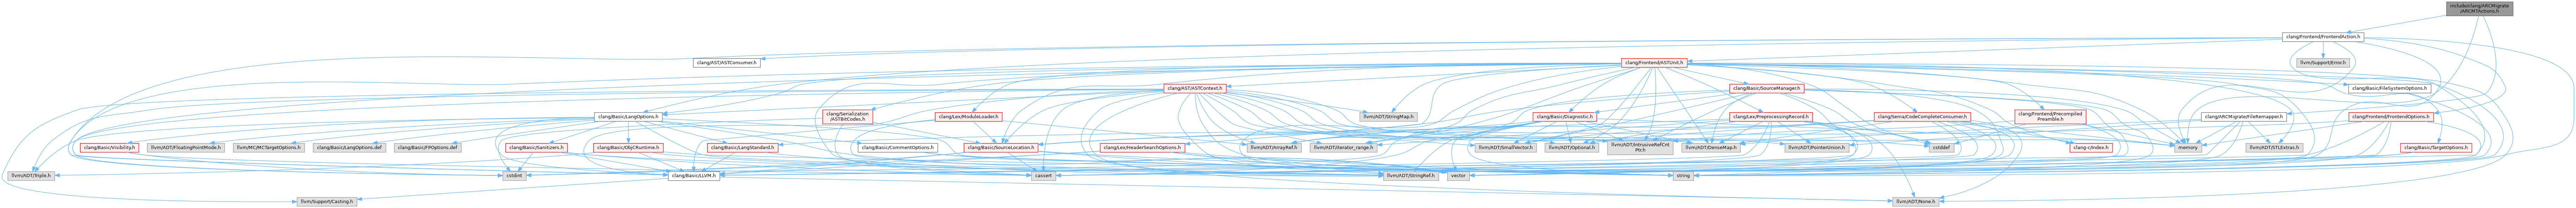 include/clang/ARCMigrate
/ARCMTActions.h
clang/Frontend/FrontendAction.h
clang/AST/ASTConsumer.h
clang/Frontend/ASTUnit.h
llvm/Support/Error.h
clang/AST/ASTContext.h
clang/Basic/SourceManager.h
clang/Basic/FileSystemOptions.h
clang/Basic/LangOptions.h
clang/Serialization
/ASTBitCodes.h
clang/Lex/ModuleLoader.h
llvm/ADT/StringMap.h
clang/Basic/Diagnostic.h
clang/Lex/PreprocessingRecord.h
clang/Sema/CodeCompleteConsumer.h
clang/Frontend/Precompiled
Preamble.h
clang/ARCMigrate/FileRemapper.h
clang/Frontend/FrontendOptions.h
clang/Basic/Visibility.h
llvm/ADT/FloatingPointMode.h
llvm/MC/MCTargetOptions.h
clang/Basic/LangOptions.def
clang/Basic/FPOptions.def
clang/Basic/Sanitizers.h
clang/Basic/ObjCRuntime.h
clang/Basic/LangStandard.h
clang/Basic/CommentOptions.h
clang/Basic/SourceLocation.h
clang/Lex/HeaderSearchOptions.h
llvm/ADT/ArrayRef.h
llvm/ADT/iterator_range.h
llvm/ADT/SmallVector.h
llvm/ADT/Optional.h
llvm/ADT/IntrusiveRefCnt
Ptr.h
llvm/ADT/DenseMap.h
llvm/ADT/PointerUnion.h
cstddef
clang-c/Index.h
memory
llvm/ADT/STLExtras.h
clang/Basic/TargetOptions.h
llvm/ADT/Triple.h
cstdint
clang/Basic/LLVM.h
cassert
llvm/ADT/StringRef.h
vector
string
llvm/Support/Casting.h
llvm/ADT/None.h